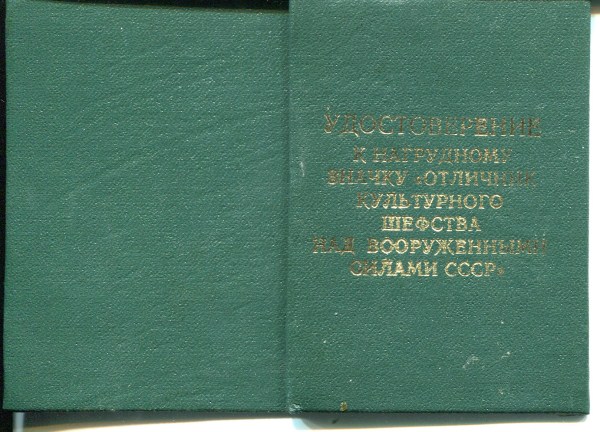 УДОСТОВЕРЕНИЕ
К НАГРУДНОМУ
ЗНАЧКУ «ОТЛИЧНИК
КУЛЬТУРНОГО
ШЕФСТВА
НАД ВООРУЖЕННЫМИ
СИЛАМИ СССР»